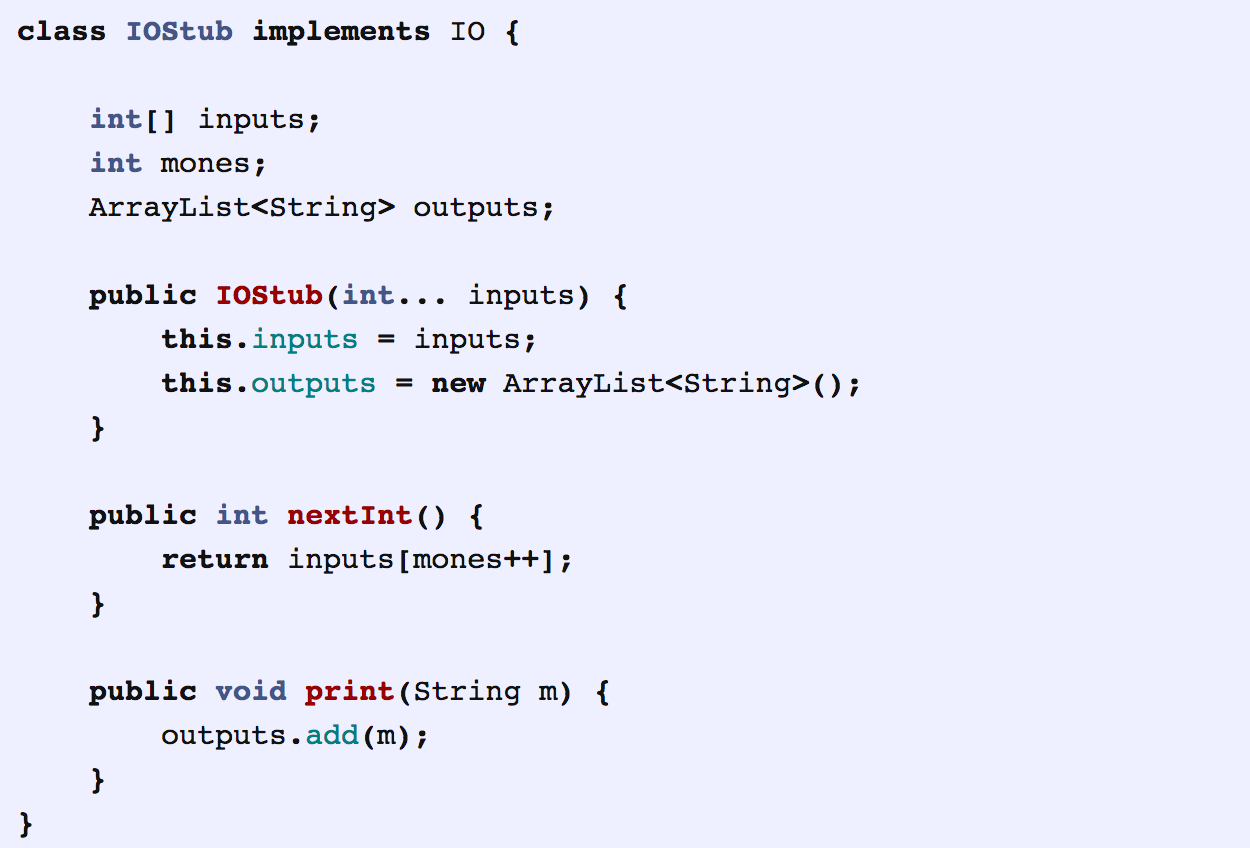 class IOStub implements IO {
int[] inputs;
int mones;
ArrayList<String> outputs;
public IOStub(int... inputs) {
this.inputs = inputs;
this.outputs = new ArrayList<String>();
}
public int nextInt() {
return inputs[mones++];
}
public void print(String m) {
outputs.add(m);
}
}